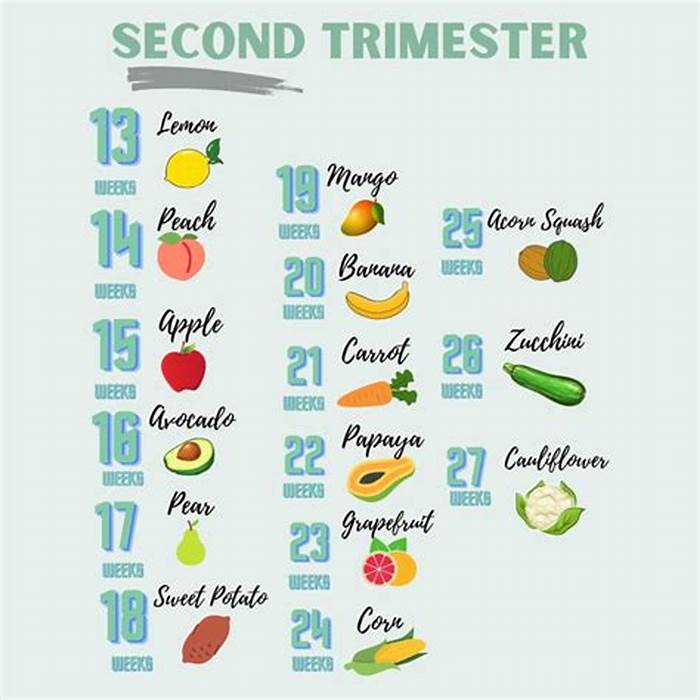 SECOND TRIMESTER
13 Lemon
WEEKS
14 Peach
WEEKS
15 Apple
WEEKS
16 Avocado
WEEKS
17 Pear
WEEKS
18 Sweet Potato
WEEKS
19 Mango
WEEKS
20 Banana
WEEKS
21 Carrot
WEEKS
22 Papaya
WEEKS
23 Grapefruit
WEEKS
24 Corn
WEEKS
25 Acorn Squash
WEEKS
26 Zucchini
WEEKS
27 Cauliflower
WEEKS